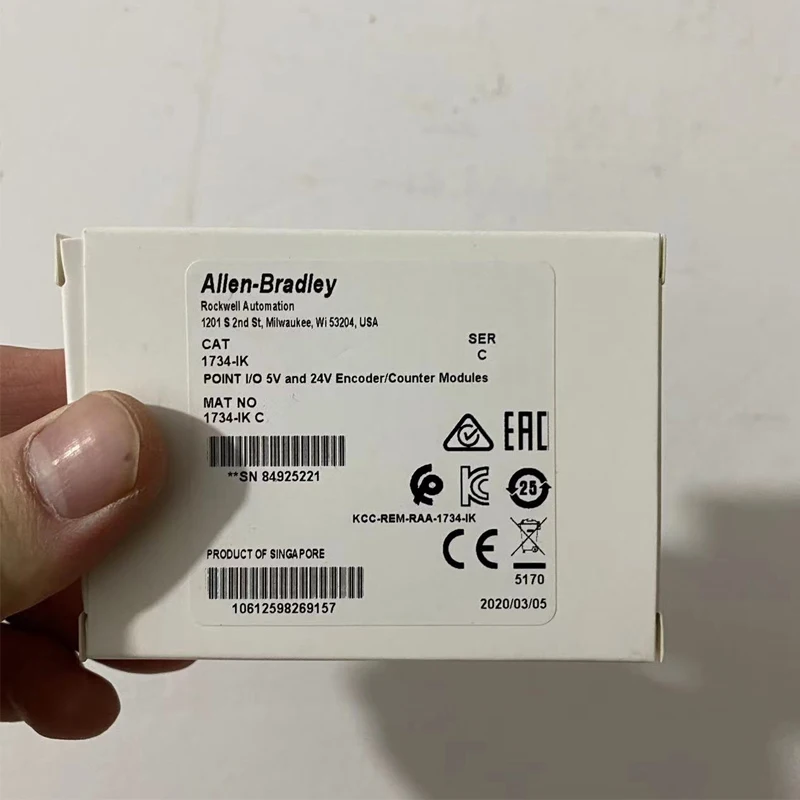 Allen-Bradley
Rockwell Automation
1201 S 2nd St, Milwaukee, Wi 53204, USA
CAT
1734-IK
SER
C
POINT I/O 5V and 24V Encoder/Counter Modules
MAT NO
1734-IK C
**SN 84925221
EAC
25
KCC-REM-RAA-1734-IK
CE
PRODUCT OF SINGAPORE
10612598269157
5170
2020/03/05